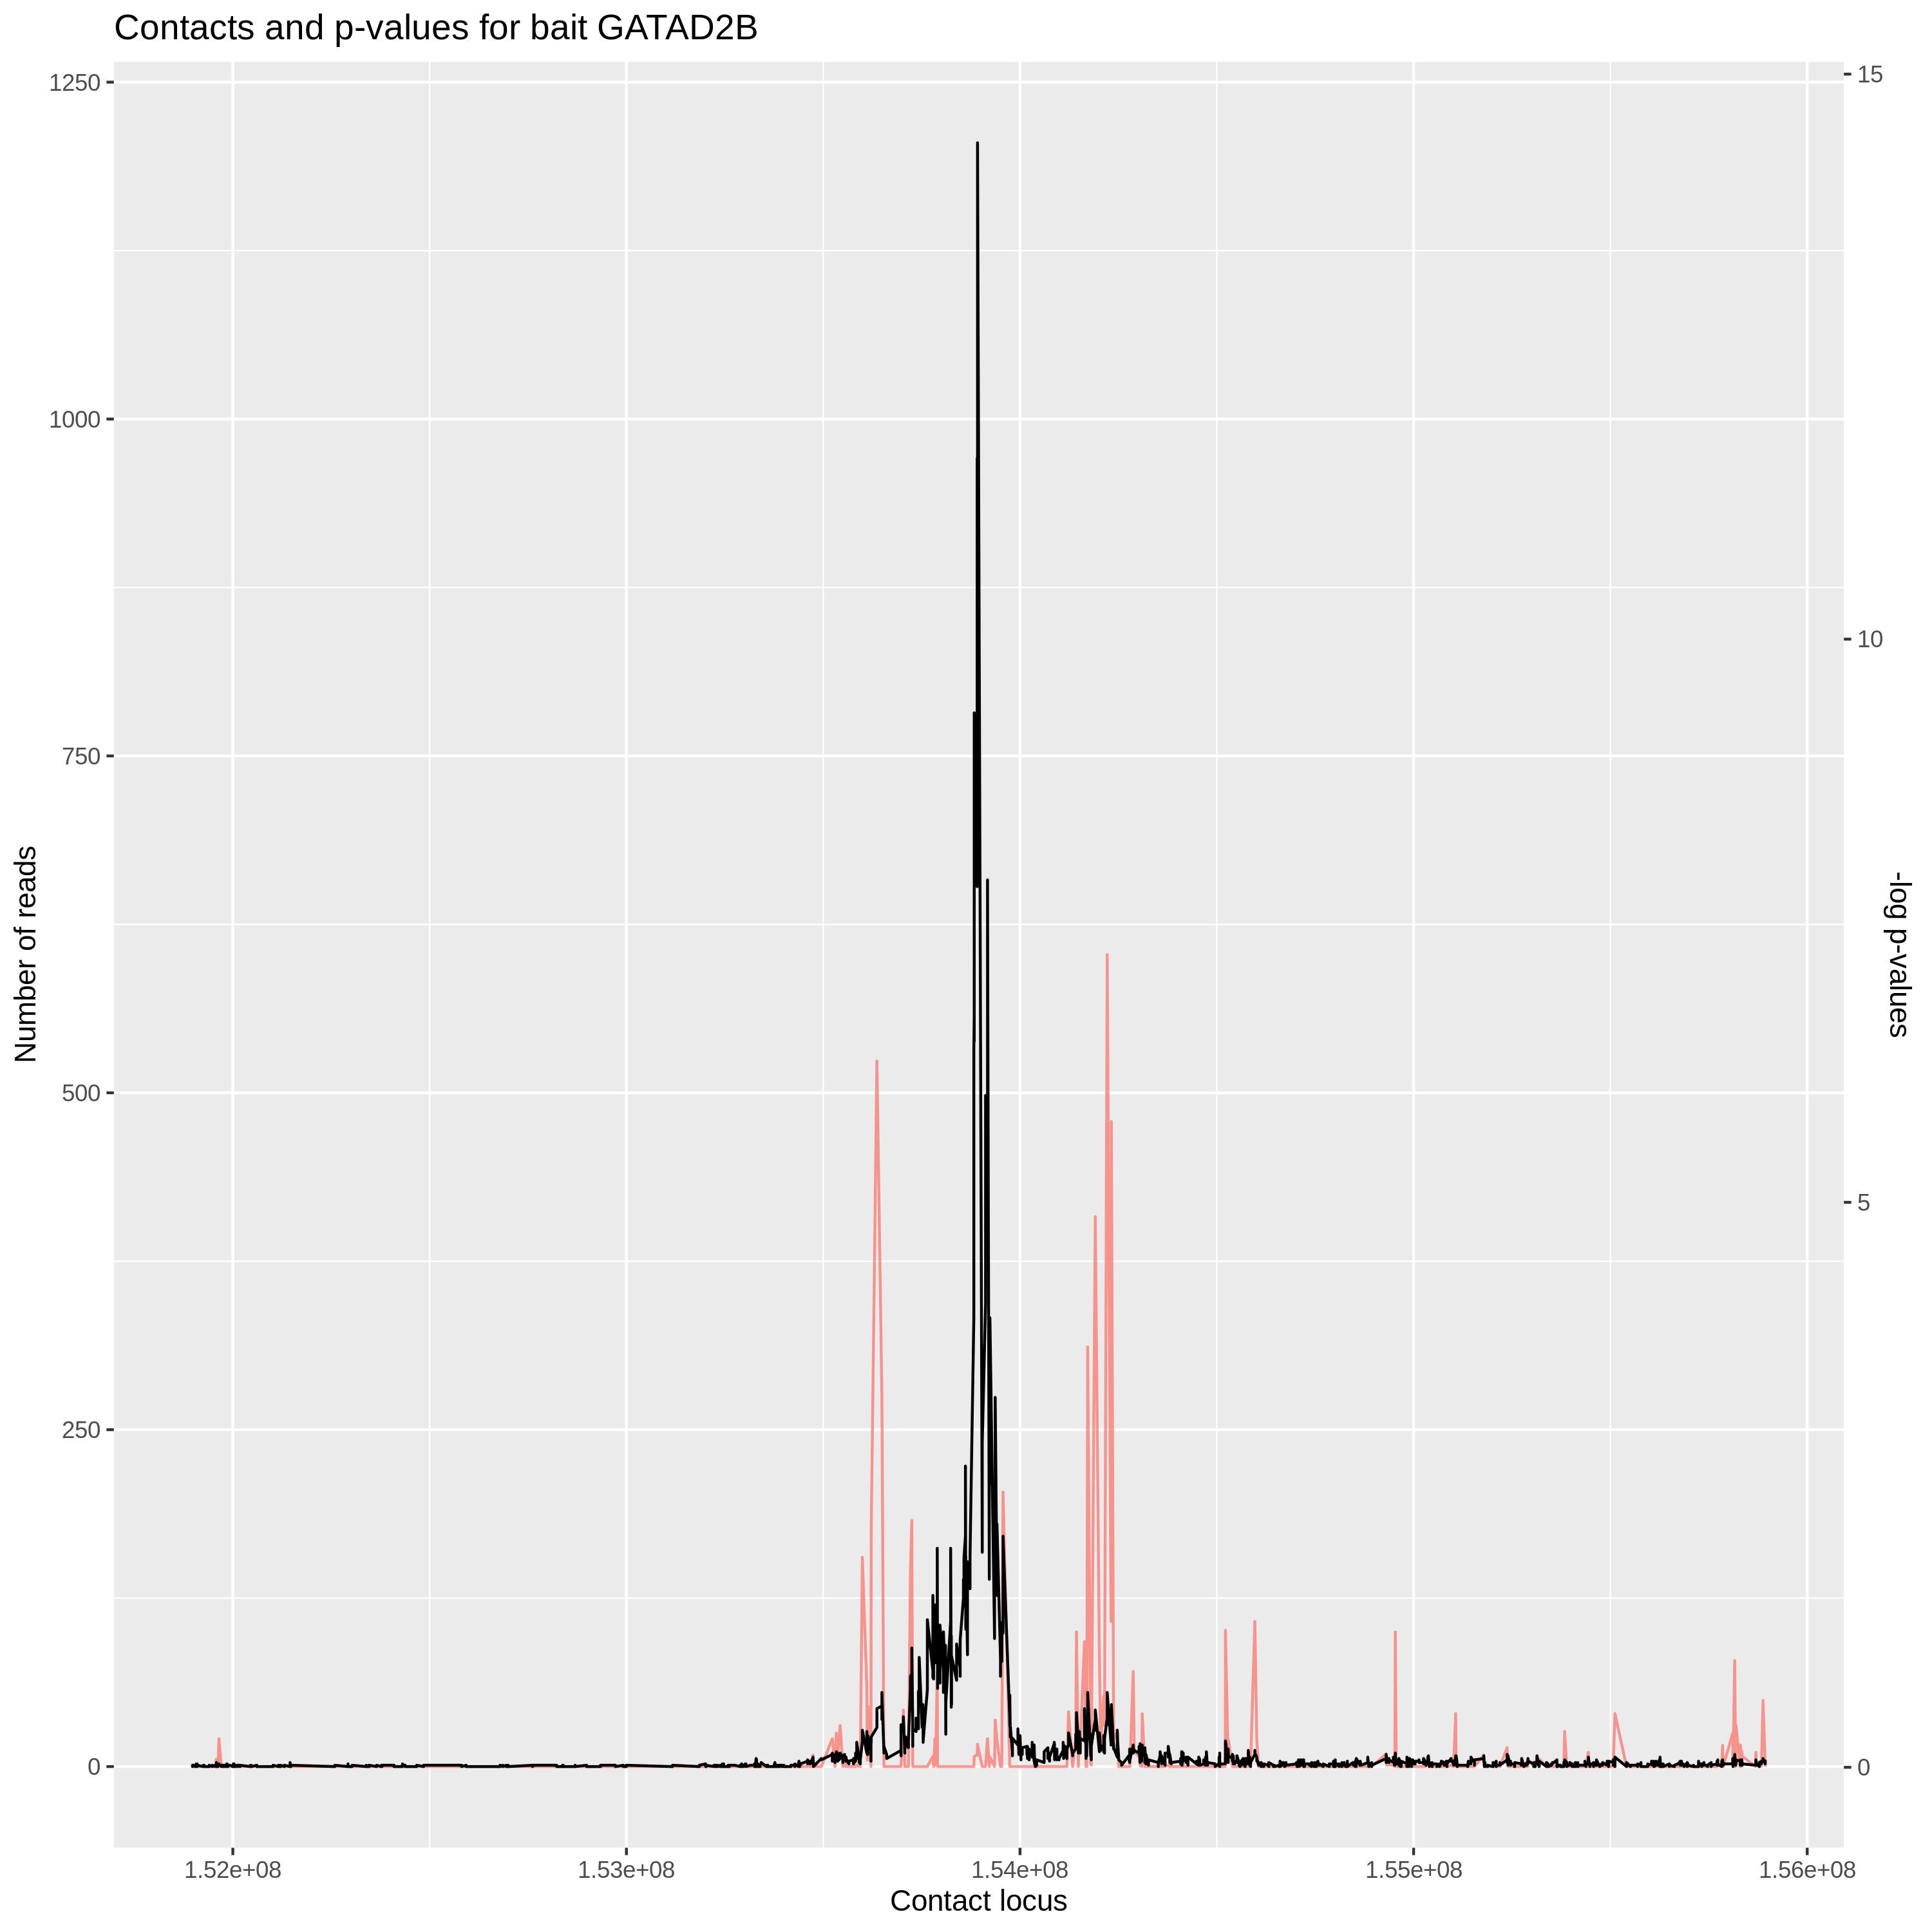 Contacts and p-values for bait GATAD2B
1250
1000
750
500
250
0
Number of reads
15
10
5
0
-log p-values
1.52e+08
1.53e+08
1.54e+08
1.55e+08
1.56e+08
Contact locus